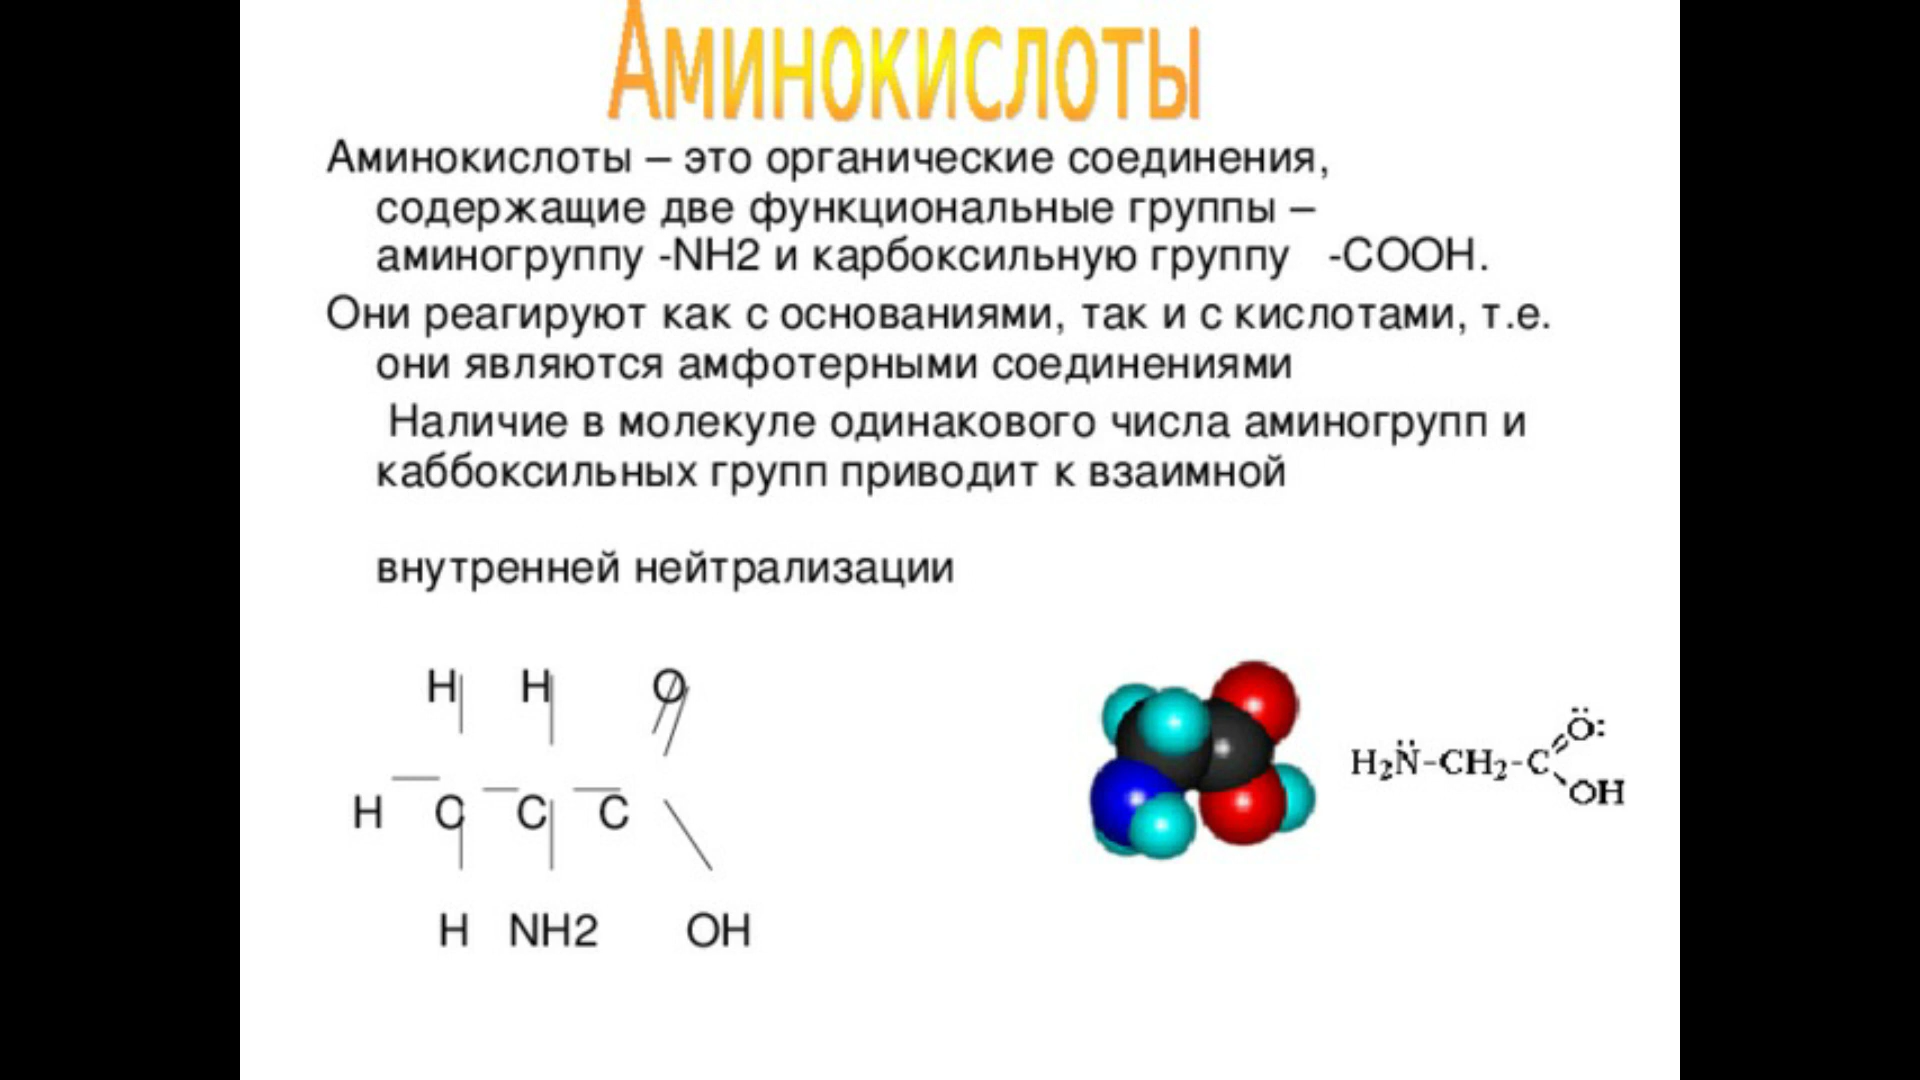 Аминокислоты
Аминокислоты – это органические соединения,
содержащие две функциональные группы –
аминогруппу -NH2 и карбоксильную группу -COOH.
Они реагируют как с основаниями, так и с кислотами, т.е.
они являются амфотерными соединениями
Наличие в молекуле одинакового числа аминогрупп и
каббоксильных групп приводит к взаимной
внутренней нейтрализации
H H O
H C C C
H NH2 OH
Ö:
H₂N̈-CH₂-C
OH